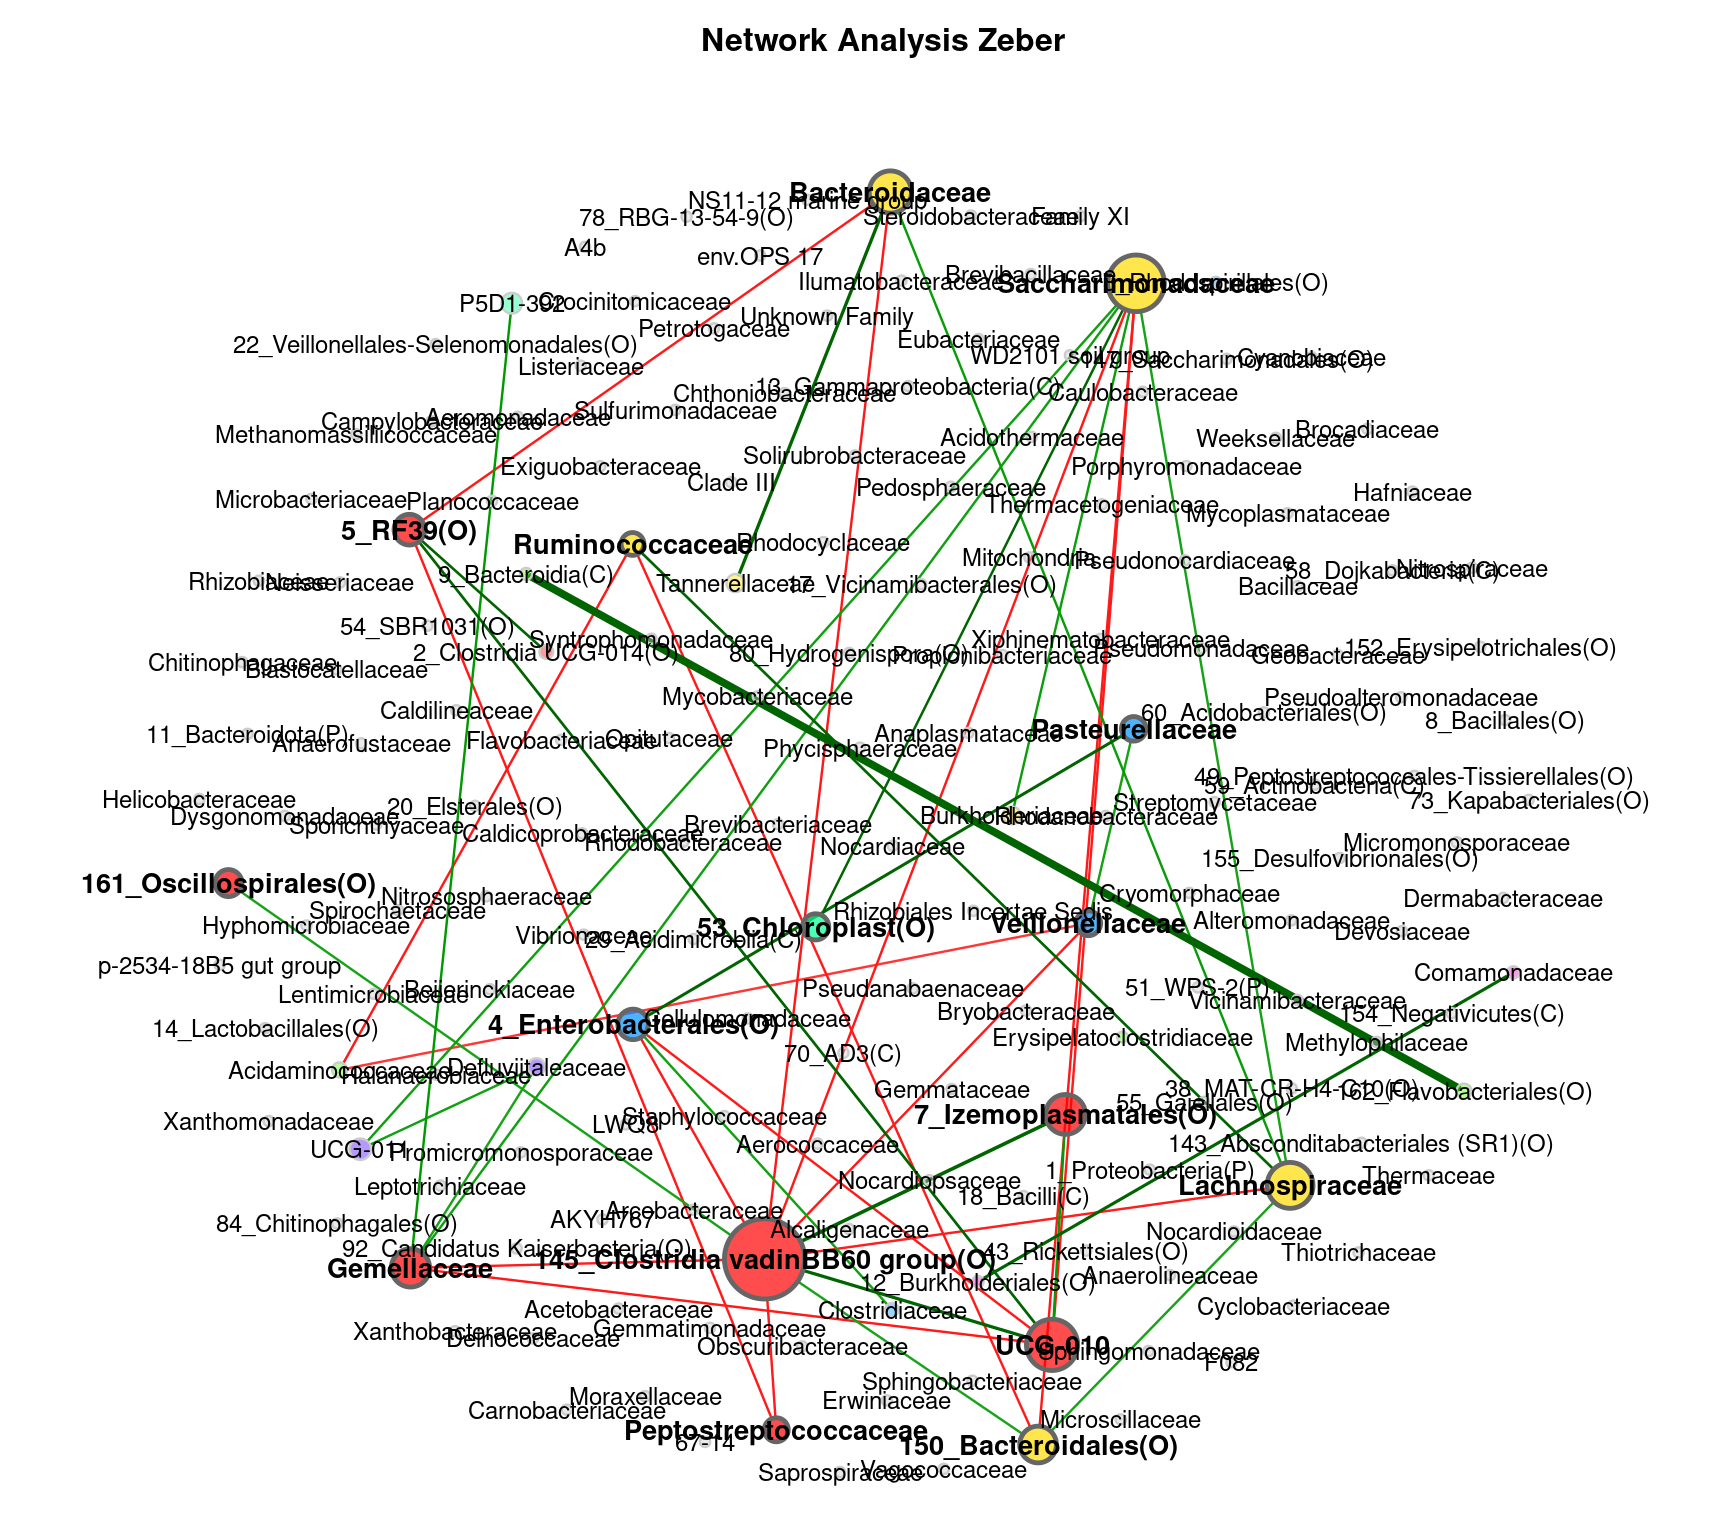 Network Analysis Zeber
Bacteroidaceae
NS11-12 marine group
78_RBG-13-54-9(O)
Steroidobacteraceae
Family XI
A4b
env.OPS 17
Brevibacillaceae
Ilumatobacteraceae
Saccharimonadaceae
P5D1-392
Crocinitomicaceae
Unknown Family
Petrotogaceae
Eubacteriaceae
22_Veillonellales-Selenomonadales(O)
WD2101 soil group
147_Saccharimonadales(O)
Cyanobiaceae
Listeriaceae
13_Gammaproteobacteria(C)
Chthoniobacteraceae
Caulobacteraceae
Sulfurimonadaceae
Campylobacteraceae
Aeromonadaceae
Methanomassiliicoccaceae
Brocadiaceae
Acidothermaceae
Weeksellaceae
Solirubrobacteraceae
Exiguobacteraceae
Porphyromonadaceae
Clade III
Pedosphaeraceae
Hafniaceae
Microbacteriaceae
Planococcaceae
Thermacetogeniaceae
Mycoplasmataceae
5_RF39(O)
Ruminococcaceae
Rhodocyclaceae
Mitochondria
Pseudonocardiaceae
58_Dojkabacteria(C)
Nitrospiraceae
9_Bacteroidia(C)
Rhizobiaceae
Neisseriaceae
Tannerellaceae
17_Vicinamibacterales(O)
Bacillaceae
54_SBR1031(O)
Syntrophomonadaceae
Xiphinematobacteraceae
2_Clostridia UCG-014(O)
80_Hydrogenispora(O)
Propionibacteriaceae
Pseudomonadaceae
Geobacteraceae
152_Erysipelotrichales(O)
Chitinophagaceae
Blastocatellaceae
Mycobacteriaceae
Pseudoalteromonadaceae
Caldilineaceae
60_Acidobacteriales(O)
8_Bacillales(O)
11_Bacteroidota(P)
Anaerofustaceae
Flavobacteriaceae
Opitutaceae
Phycisphaeraceae
Anaplasmataceae
Pasteurellaceae
49_Peptostreptococcales-Tissierellales(O)
59_Actinobacteria(C)
Helicobacteraceae
Dysgonomonadaceae
Sporichthyaceae
20_Elsterales(O)
Streptomycetaceae
73_Kapabacteriales(O)
Caldicoprobacteraceae
Rhodobacteraceae
Brevibacteriaceae
Burkholderiaceae
Rhodanobacteraceae
Nocardiaceae
Micromonosporaceae
155_Desulfovibrionales(O)
161_Oscillospirales(O)
Nitrososphaeraceae
Cryomorphaceae
Dermabacteraceae
Spirochaetaceae
Rhizobiales Incertae Sedis
Hyphomicrobiaceae
Vibrionaceae
29_Acidimicrobiia(C)
53_Chloroplast(O)
Veillonellaceae
Alteromonadaceae
Devosiaceae
p-2534-18B5 gut group
Comamonadaceae
Lentimicrobiaceae
Beijerinckiaceae
Pseudanabaenaceae
51_WPS-2(P)
Vicinamibacteraceae
14_Lactobacillales(O)
4_Enterobacterales(O)
Cellulomonadaceae
Bryobacteraceae
154_Negativicutes(C)
Erysipelatoclostridiaceae
Methylophilaceae
70_AD3(C)
Acidaminococcaceae
Halanaerobiaceae
Defluviitaleaceae
Gemmataceae
38_MAT-CR-H4-C10(O)
55_Gaiellales(O)
162_Flavobacteriales(O)
Xanthomonadaceae
LWQ8
Staphylococcaceae
7_Izemoplasmatales(O)
UCG-011
Promicromonosporaceae
Aerococcaceae
143_Absconditabacteriales (SR1)(O)
Leptotrichiaceae
Nocardiopsaceae
1_Proteobacteria(P)
Lachnospiraceae
Thermaceae
18_Bacilli(C)
84_Chitinophagales(O)
AKYH767
Arcobacteraceae
Alcaligenaceae
Nocardioidaceae
92_Candidatus Kaiserbacteria(O)
Gemellaceae
145_Clostridia vadinBB60 group(O)
43_Rickettsiales(O)
Thiotrichaceae
12_Burkholderiales(O)
Anaerolineaceae
Acetobacteraceae
Clostridiaceae
Cyclobacteriaceae
Xanthobacteraceae
Deinococcaceae
Gemmatimonadaceae
Obscuribacteraceae
UCG-010
Sphingomonadaceae
F082
Sphingobacteriaceae
Moraxellaceae
Carnobacteriaceae
Erwiniaceae
Peptostreptococcaceae
67-14
150_Bacteroidales(O)
Microscillaceae
Saprospiraceae
Vagococcaceae